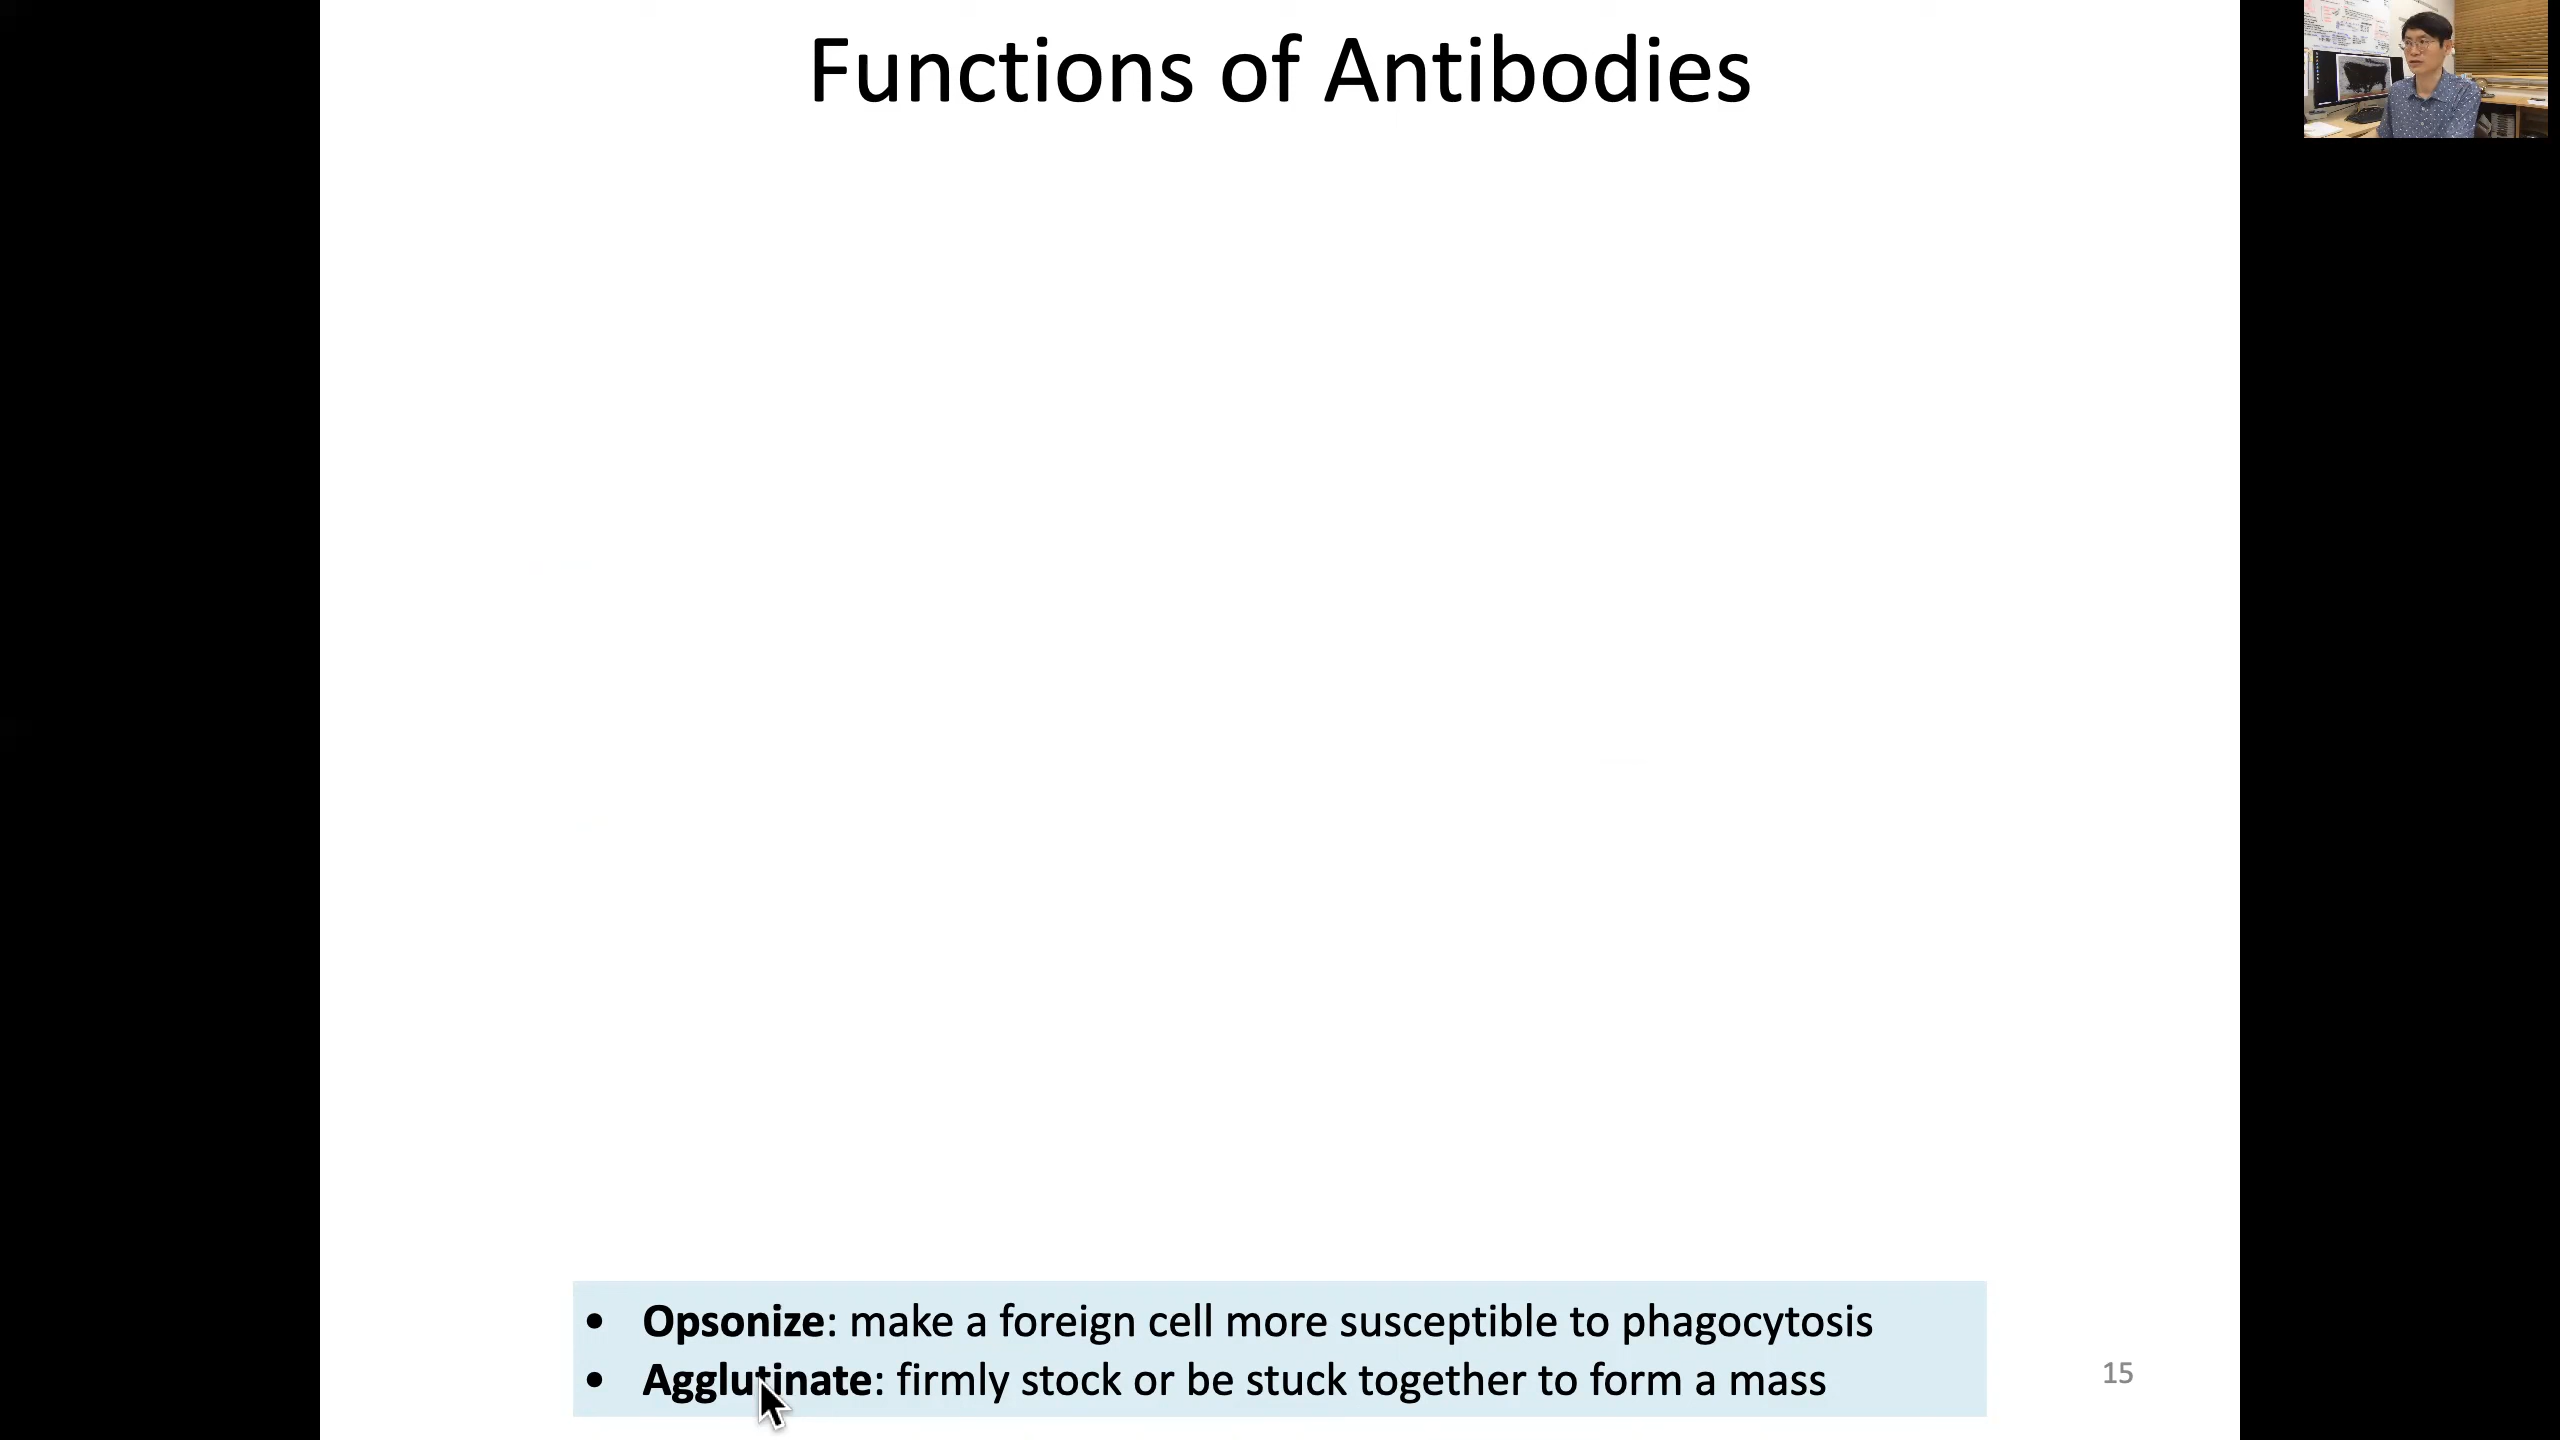 Functions of Antibodies
• Opsonize: make a foreign cell more susceptible to phagocytosis
• Agglutinate: firmly stock or be stuck together to form a mass
15